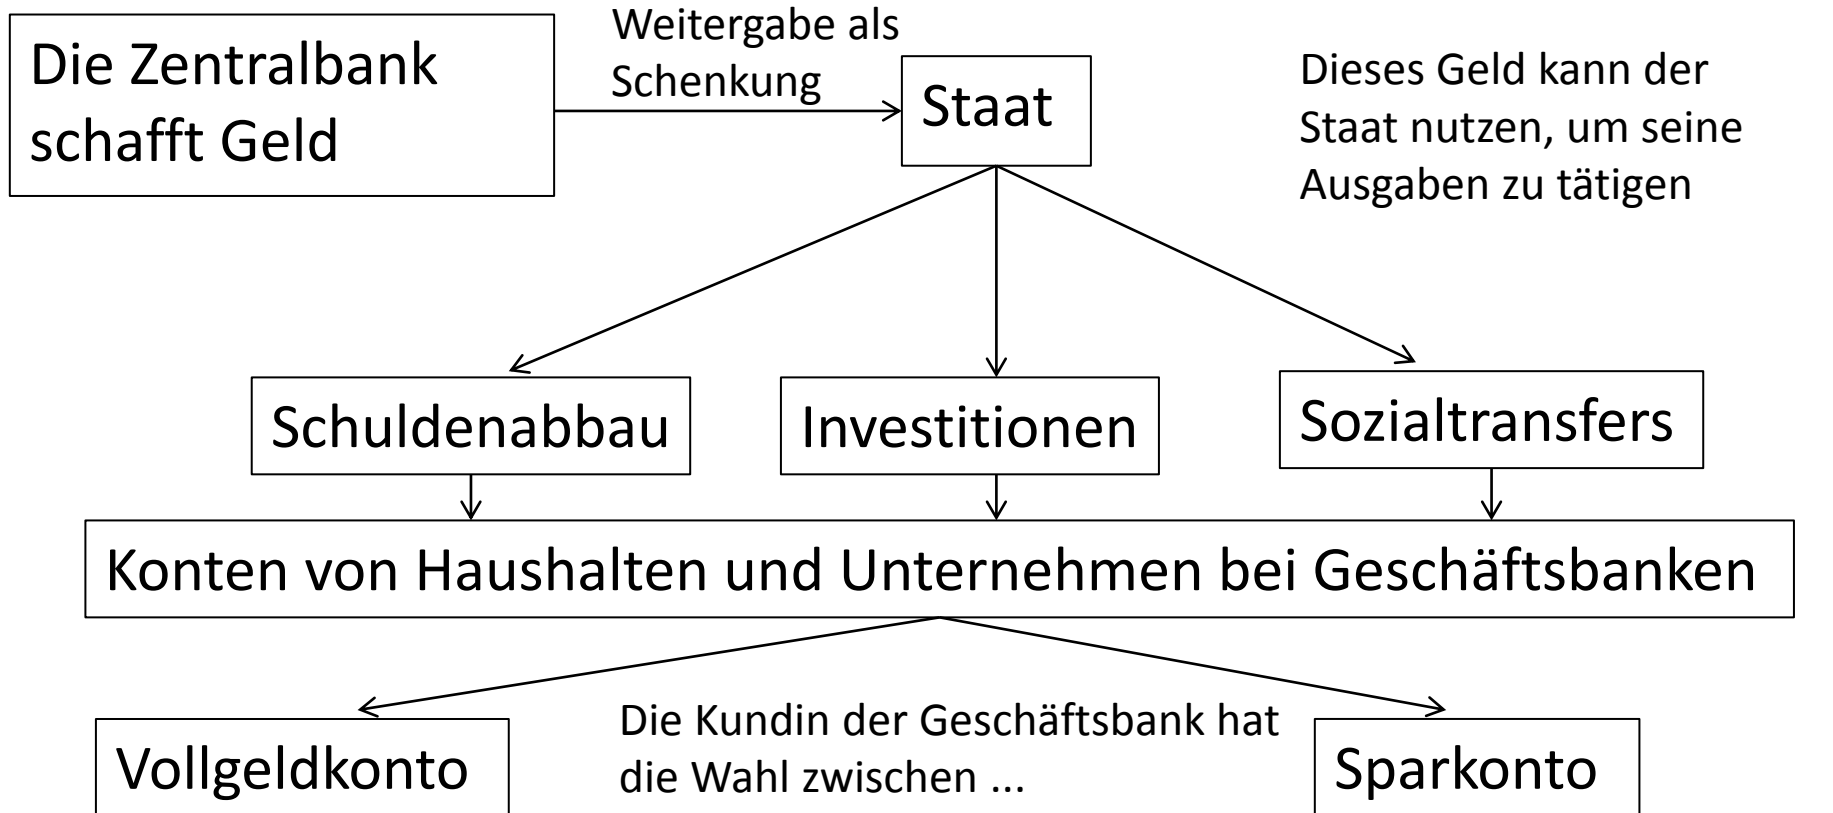 Die Zentralbank
schafft Geld
Weitergabe als
Schenkung
Staat
Dieses Geld kann der
Staat nutzen, um seine
Ausgaben zu tätigen
Schuldenabbau
Investitionen
Sozialtransfers
Konten von Haushalten und Unternehmen bei Geschäftsbanken
Vollgeldkonto
Die Kundin der Geschäftsbank hat
die Wahl zwischen ...
Sparkonto